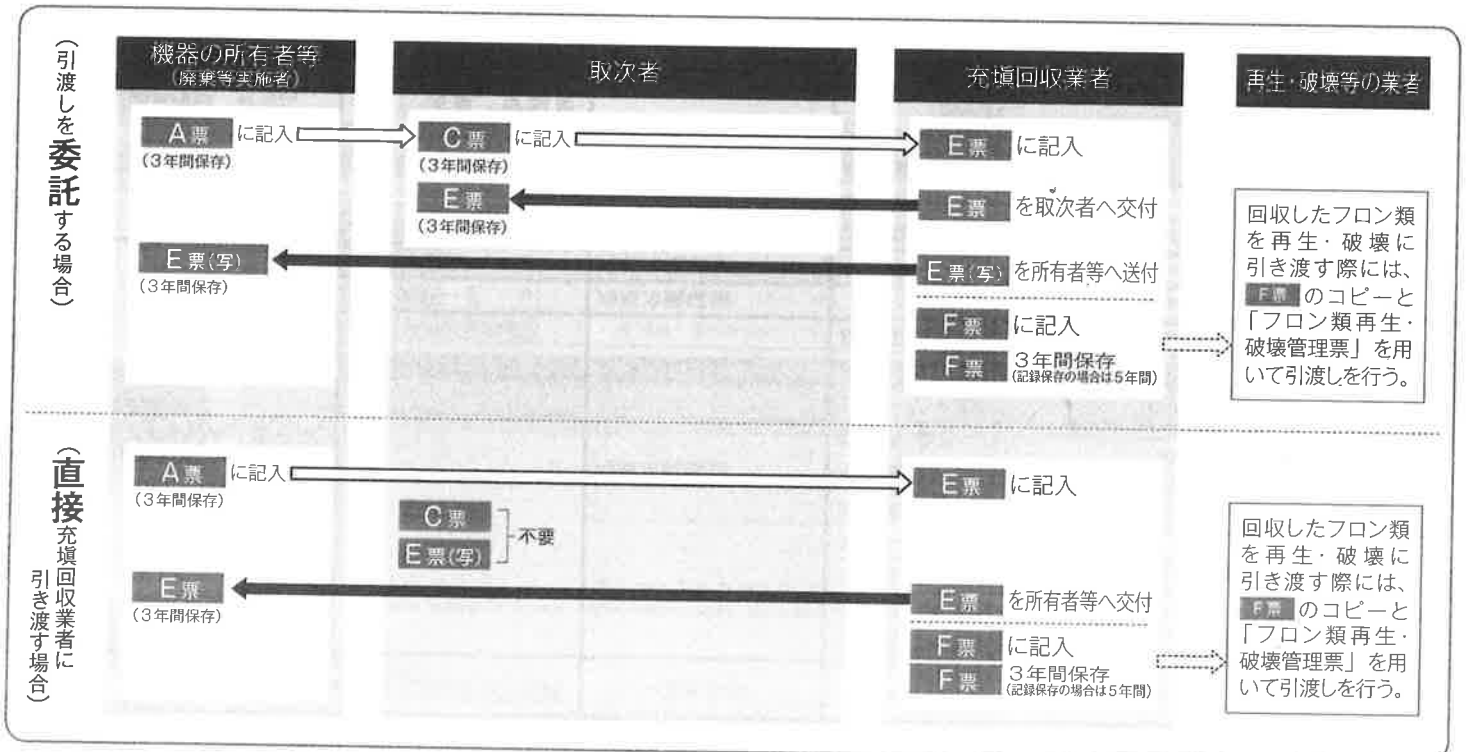 機器の所有者等
(廃棄等実施者)
取次者
充塡回収業者
再生・破壊等の業者
(引渡しを委託する場合)
A票 に記入
(3年間保存)
C票 に記入
(3年間保存)
E票 に記入
E票
(3年間保存)
E票 を取次者へ交付
E票(写)
(3年間保存)
E票(写) を所有者等へ送付
F票 に記入
F票 3年間保存
(記録保存の場合は5年間)
回収したフロン類
を再生・破壊に
引き渡す際には、
F票 のコピーと
「フロン類再生・
破壊管理票」を用
いて引渡しを行う。
(直接充塡回収業者に
引き渡す場合)
A票 に記入
(3年間保存)
E票 に記入
C票
E票(写)
不要
E票
(3年間保存)
E票 を所有者等へ交付
F票 に記入
F票 3年間保存
(記録保存の場合は5年間)
回収したフロン類
を再生・破壊に
引き渡す際には、
F票 のコピーと
「フロン類再生・
破壊管理票」を用
いて引渡しを行う。